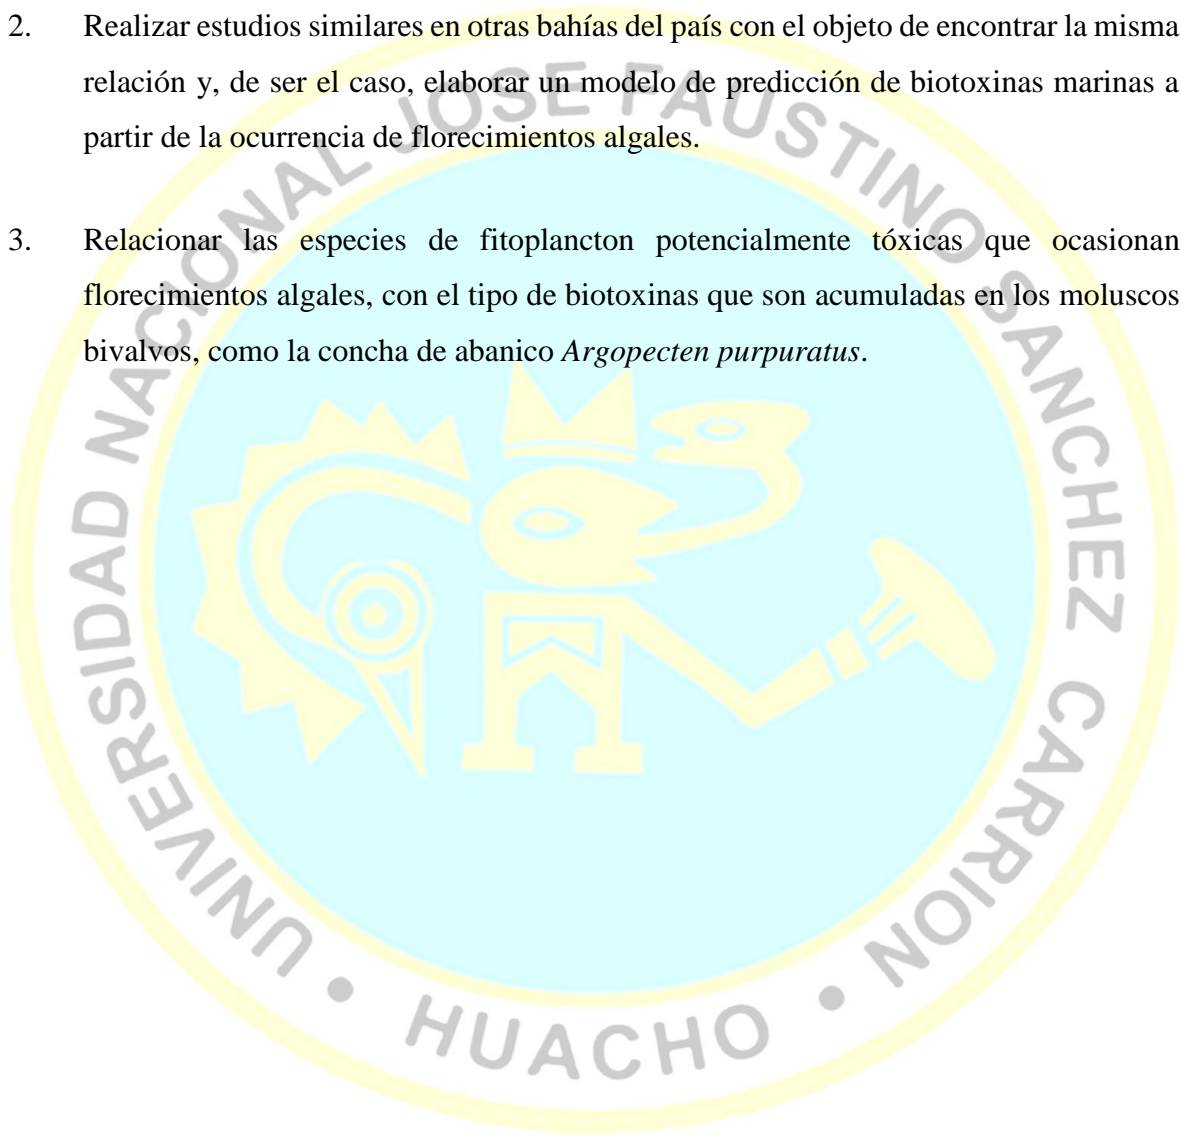 2. Realizar estudios similares en otras bahías del país con el objeto de encontrar la misma
relación y, de ser el caso, elaborar un modelo de predicción de biotoxinas marinas a
partir de la ocurrencia de florecimientos algales.
3. Relacionar las especies de fitoplancton potencialmente tóxicas que ocasionan
florecimientos algales, con el tipo de biotoxinas que son acumuladas en los moluscos
bivalvos, como la concha de abanico Argopecten purpuratus.
UNIVERSIDAD NACIONAL JOSE FAUSTINO SANCHEZ CARRION • HUACHO •